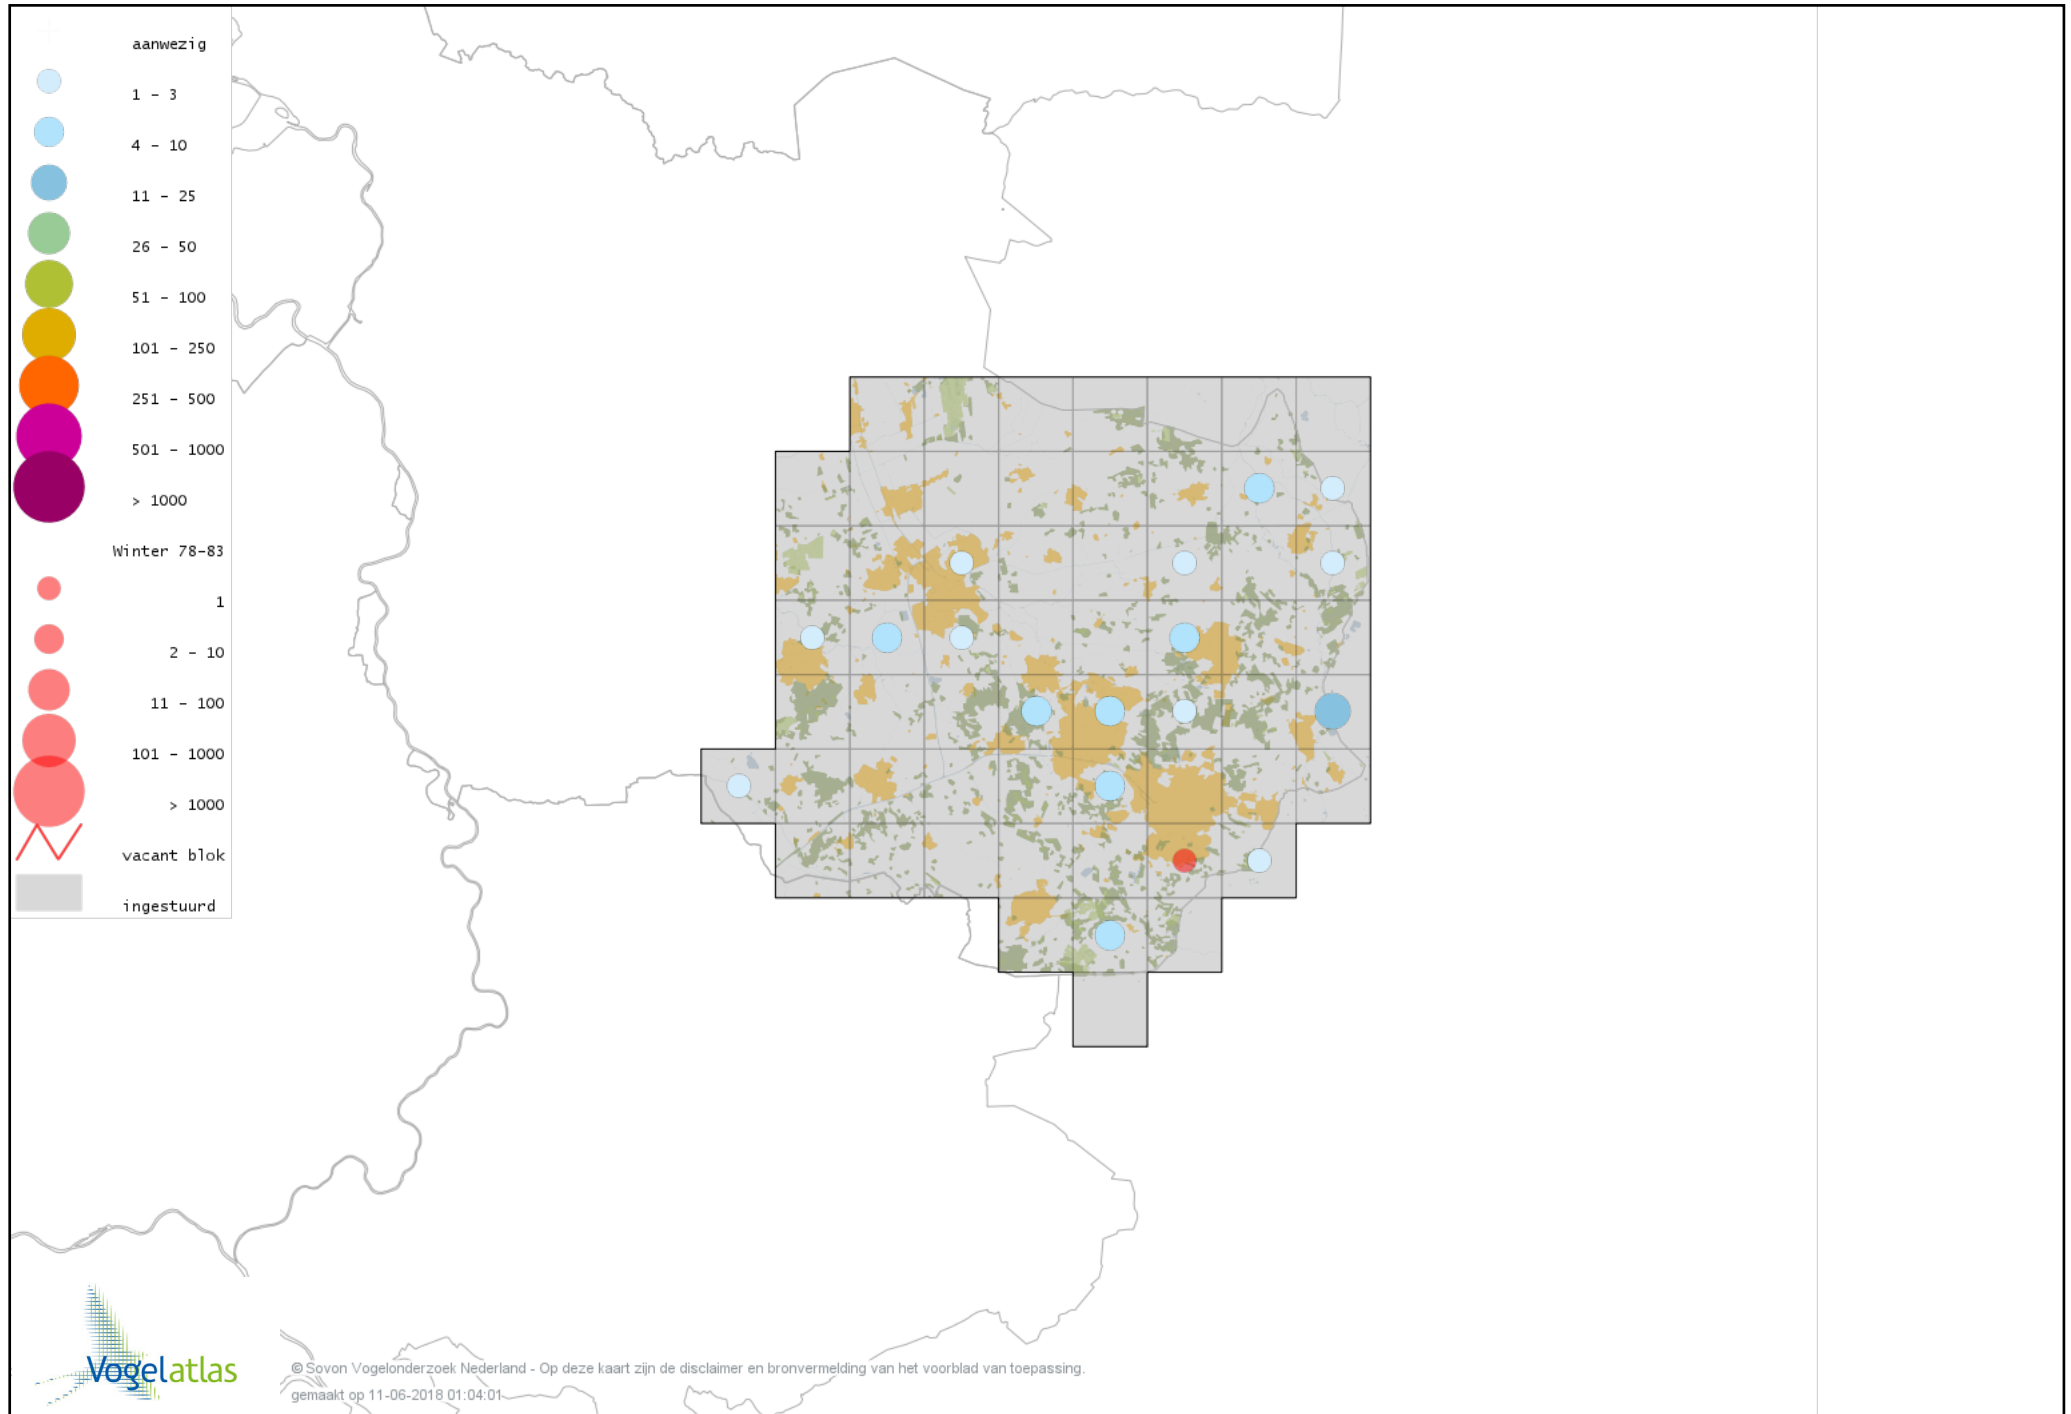 aanwezig
1 - 3
4 - 10
11 - 25
26 - 50
51 - 100
101 - 250
251 - 500
501 - 1000
> 1000
Winter 78-83
1
2 - 10
11 - 100
101 - 1000
> 1000
vacant blok
ingestuurd
Vogelatlas
© Sovon Vogelonderzoek Nederland - Op deze kaart zijn de disclaimer en bronvermelding van het voorblad van toepassing.
gemaakt op 11-06-2018 01:04:01